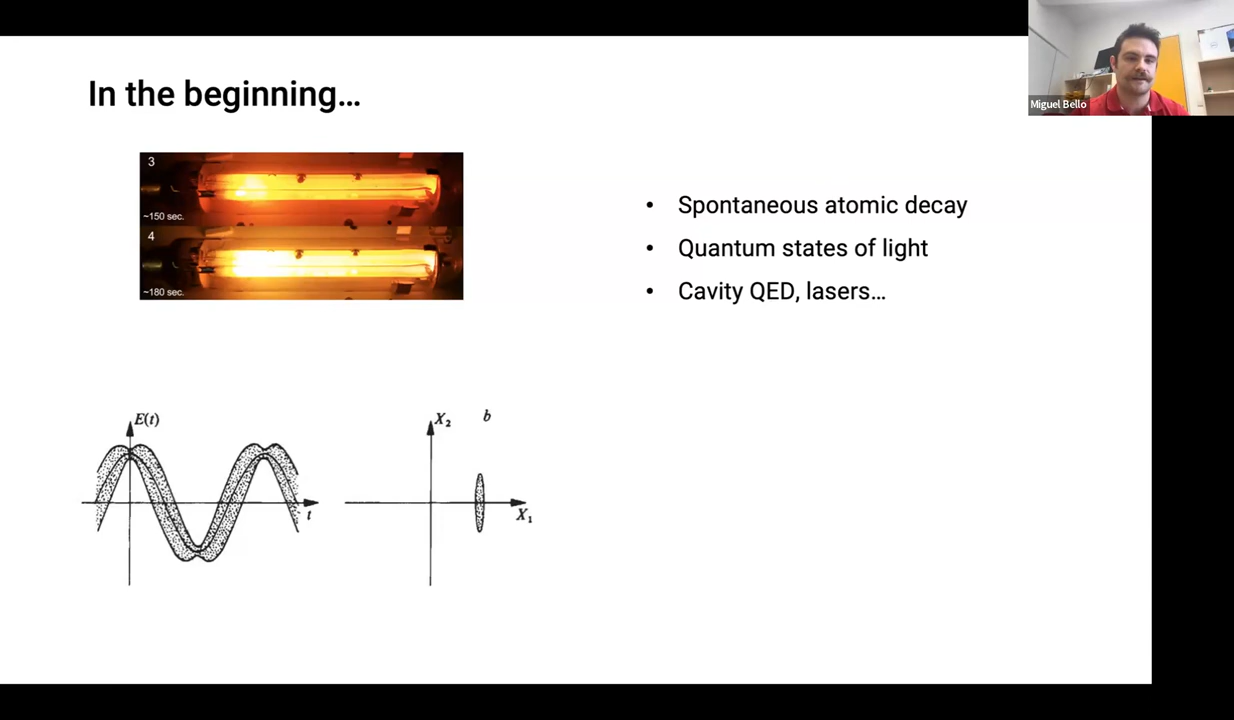 In the beginning…
Miguel Bello
3
~150 sec.
4
~180 sec.
• Spontaneous atomic decay
• Quantum states of light
• Cavity QED, lasers…
E(t)
t
X₂
b
X₁